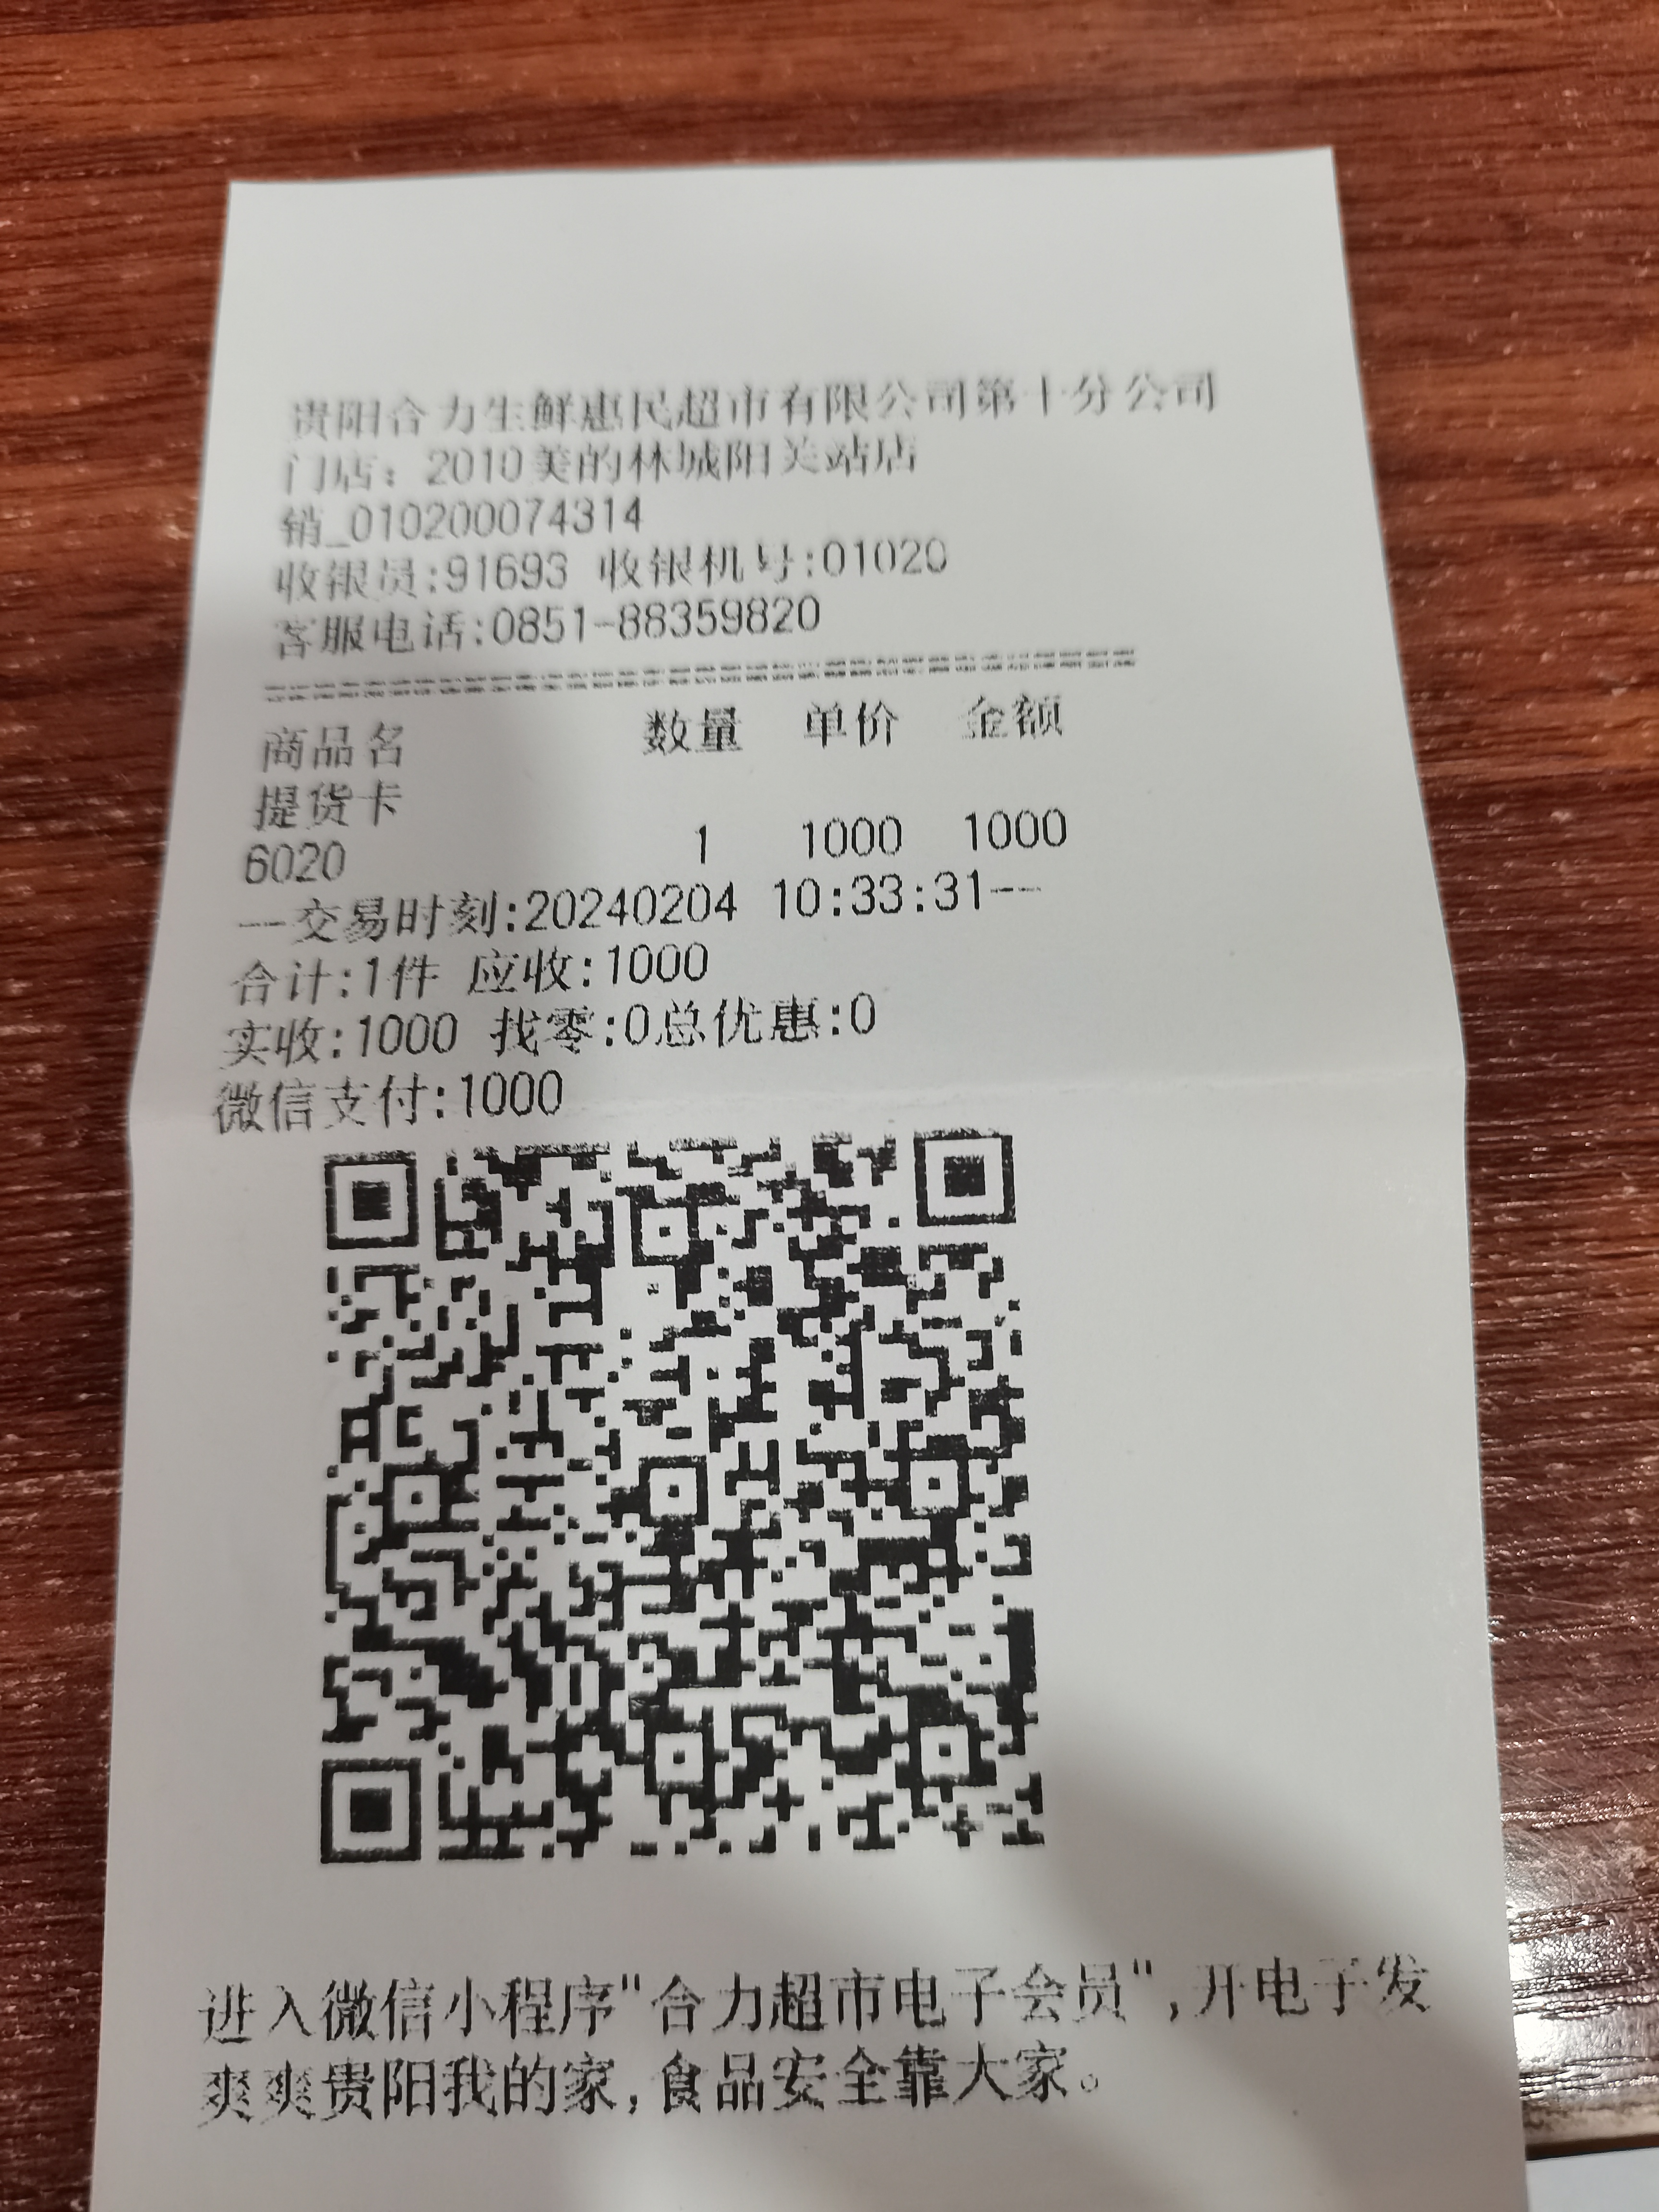 贵阳合力生鲜惠民超市有限公司第十分公司
门店：2010美的林城阳关站店
销_010200074314
收银员:91693 收银机号:01020
客服电话:0851-88359820
商品名 数量 单价 金额
提货卡
6020 1 1000 1000
--交易时刻:20240204 10:33:31--
合计:1件 应收:1000
实收:1000 找零:0总优惠:0
微信支付:1000
进入微信小程序"合力超市电子会员",开电子发
爽爽贵阳我的家,食品安全靠大家。